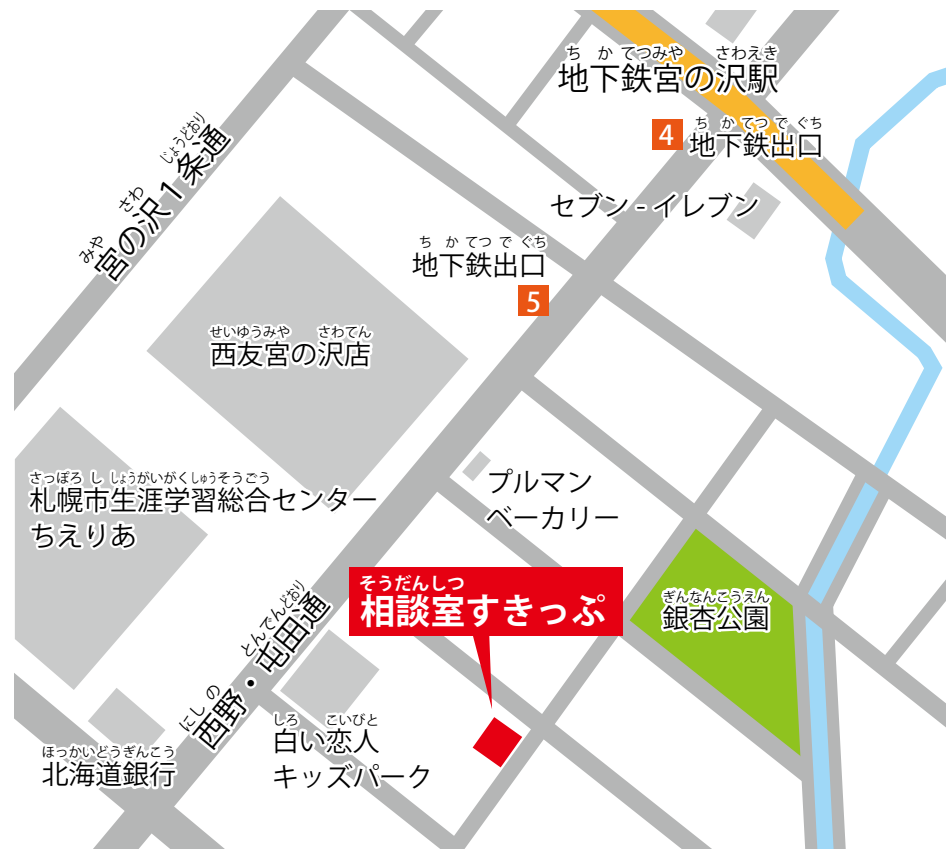 ちかてつみや さわえき
地下鉄宮の沢駅
ちかてつでぐち
4 地下鉄出口
セブン - イレブン
みや さわ じょうどおり
宮の沢1条通
ちかてつでぐち
地下鉄出口
5
せいゆうみや さわてん
西友宮の沢店
さっぽろ し しょうがいがくしゅうそうごう
札幌市生涯学習総合センター
ちえりあ
プルマン
ベーカリー
そうだんしつ
相談室すきっぷ
ぎんなんこうえん
銀杏公園
にし の とんでんどおり
西野・屯田通
しろ こいびと
白い恋人
キッズパーク
ほっかいどうぎんこう
北海道銀行